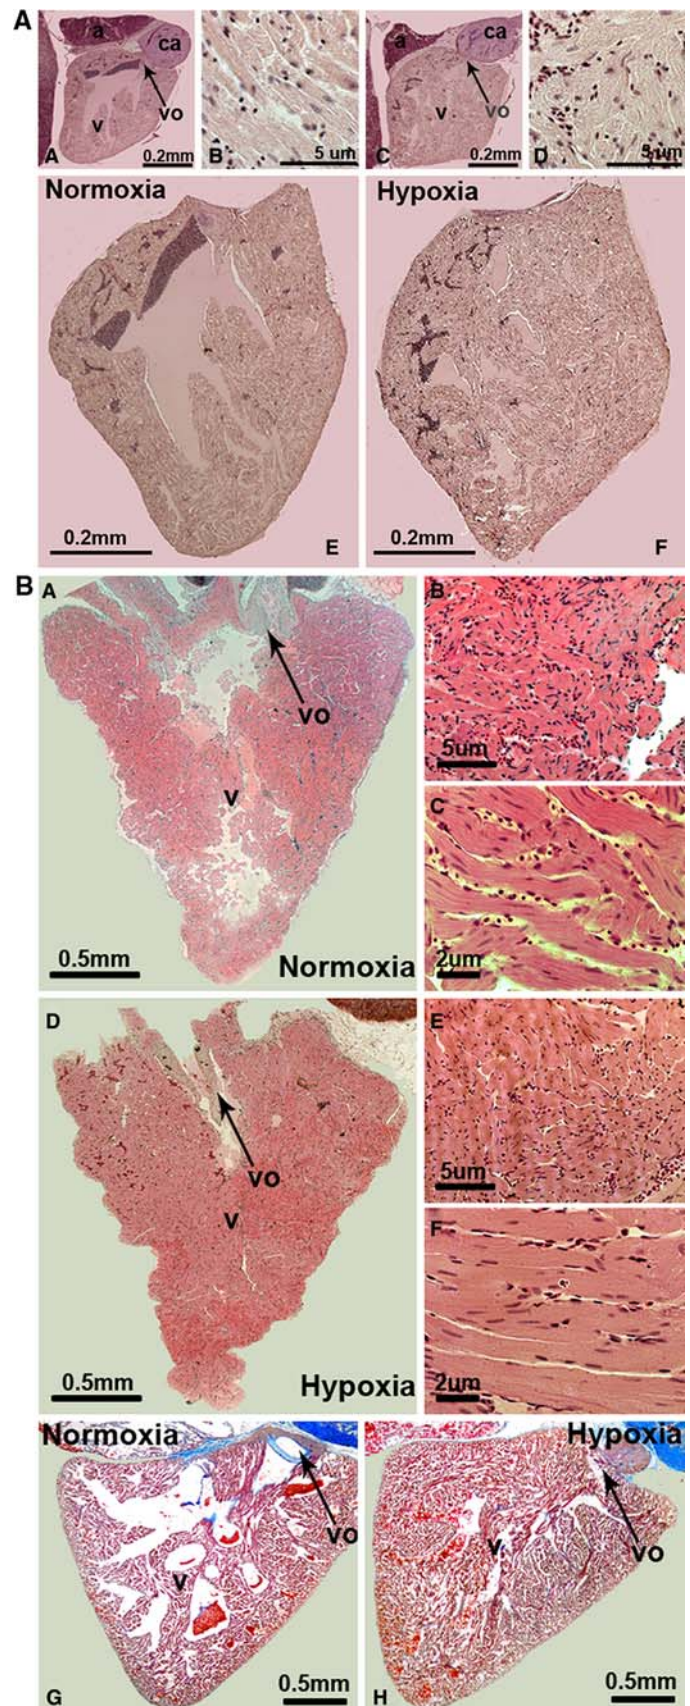 A
a
ca
vo
v
A
0.2mm
B
5 um
a
ca
vo
v
C
0.2mm
D
5 um
Normoxia
Hypoxia
0.2mm
E
0.2mm
F
B
A
vo
v
0.5mm
Normoxia
B
5um
C
2um
D
vo
v
0.5mm
Hypoxia
E
5um
F
2um
Normoxia
vo
v
G
0.5mm
Hypoxia
v
vo
H
0.5mm